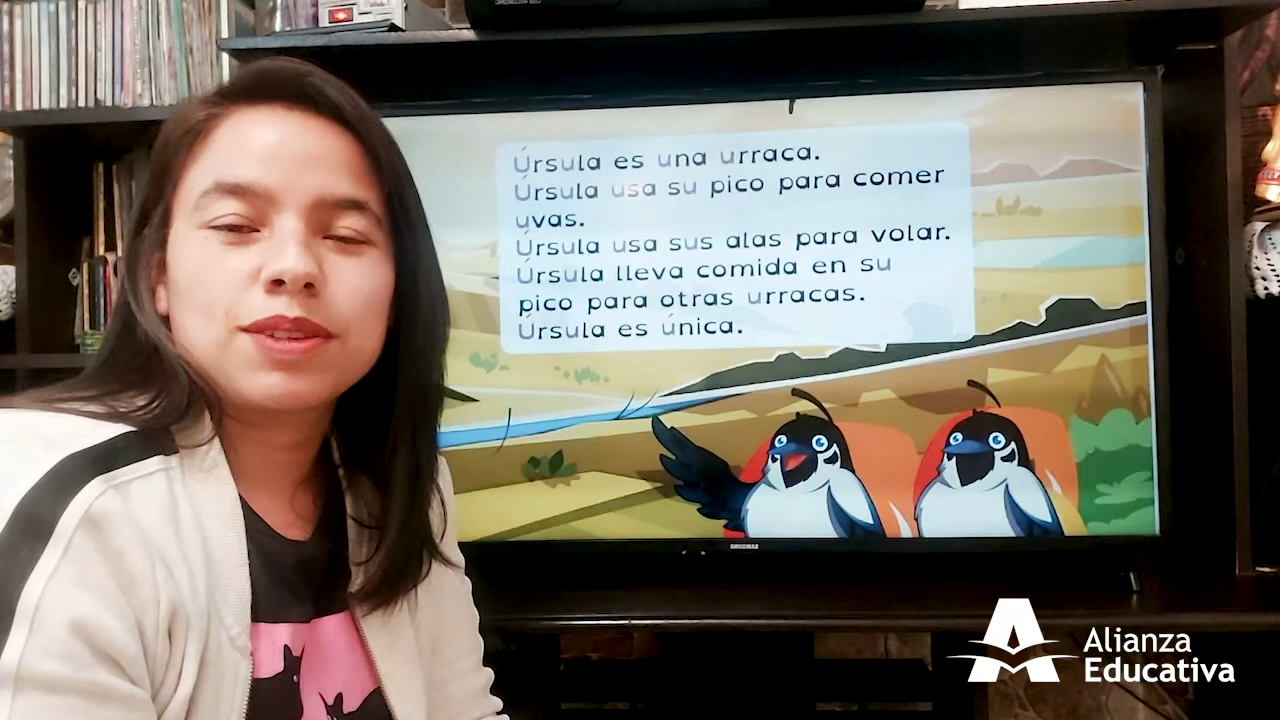 Úrsula es una urraca.
Úrsula usa su pico para comer
uvas.
Úrsula usa sus alas para volar.
Úrsula lleva comida en su
pico para otras urracas.
Úrsula es única.
SAMSUNG
Alianza
Educativa